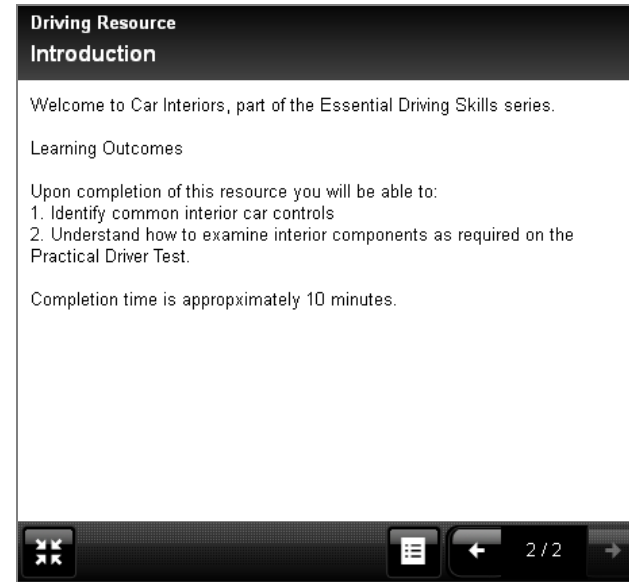 Driving Resource
Introduction
Welcome to Car Interiors, part of the Essential Driving Skills series.
Learning Outcomes
Upon completion of this resource you will be able to:
1. Identify common interior car controls
2. Understand how to examine interior components as required on the
Practical Driver Test.
Completion time is appropximately 10 minutes.
2/2